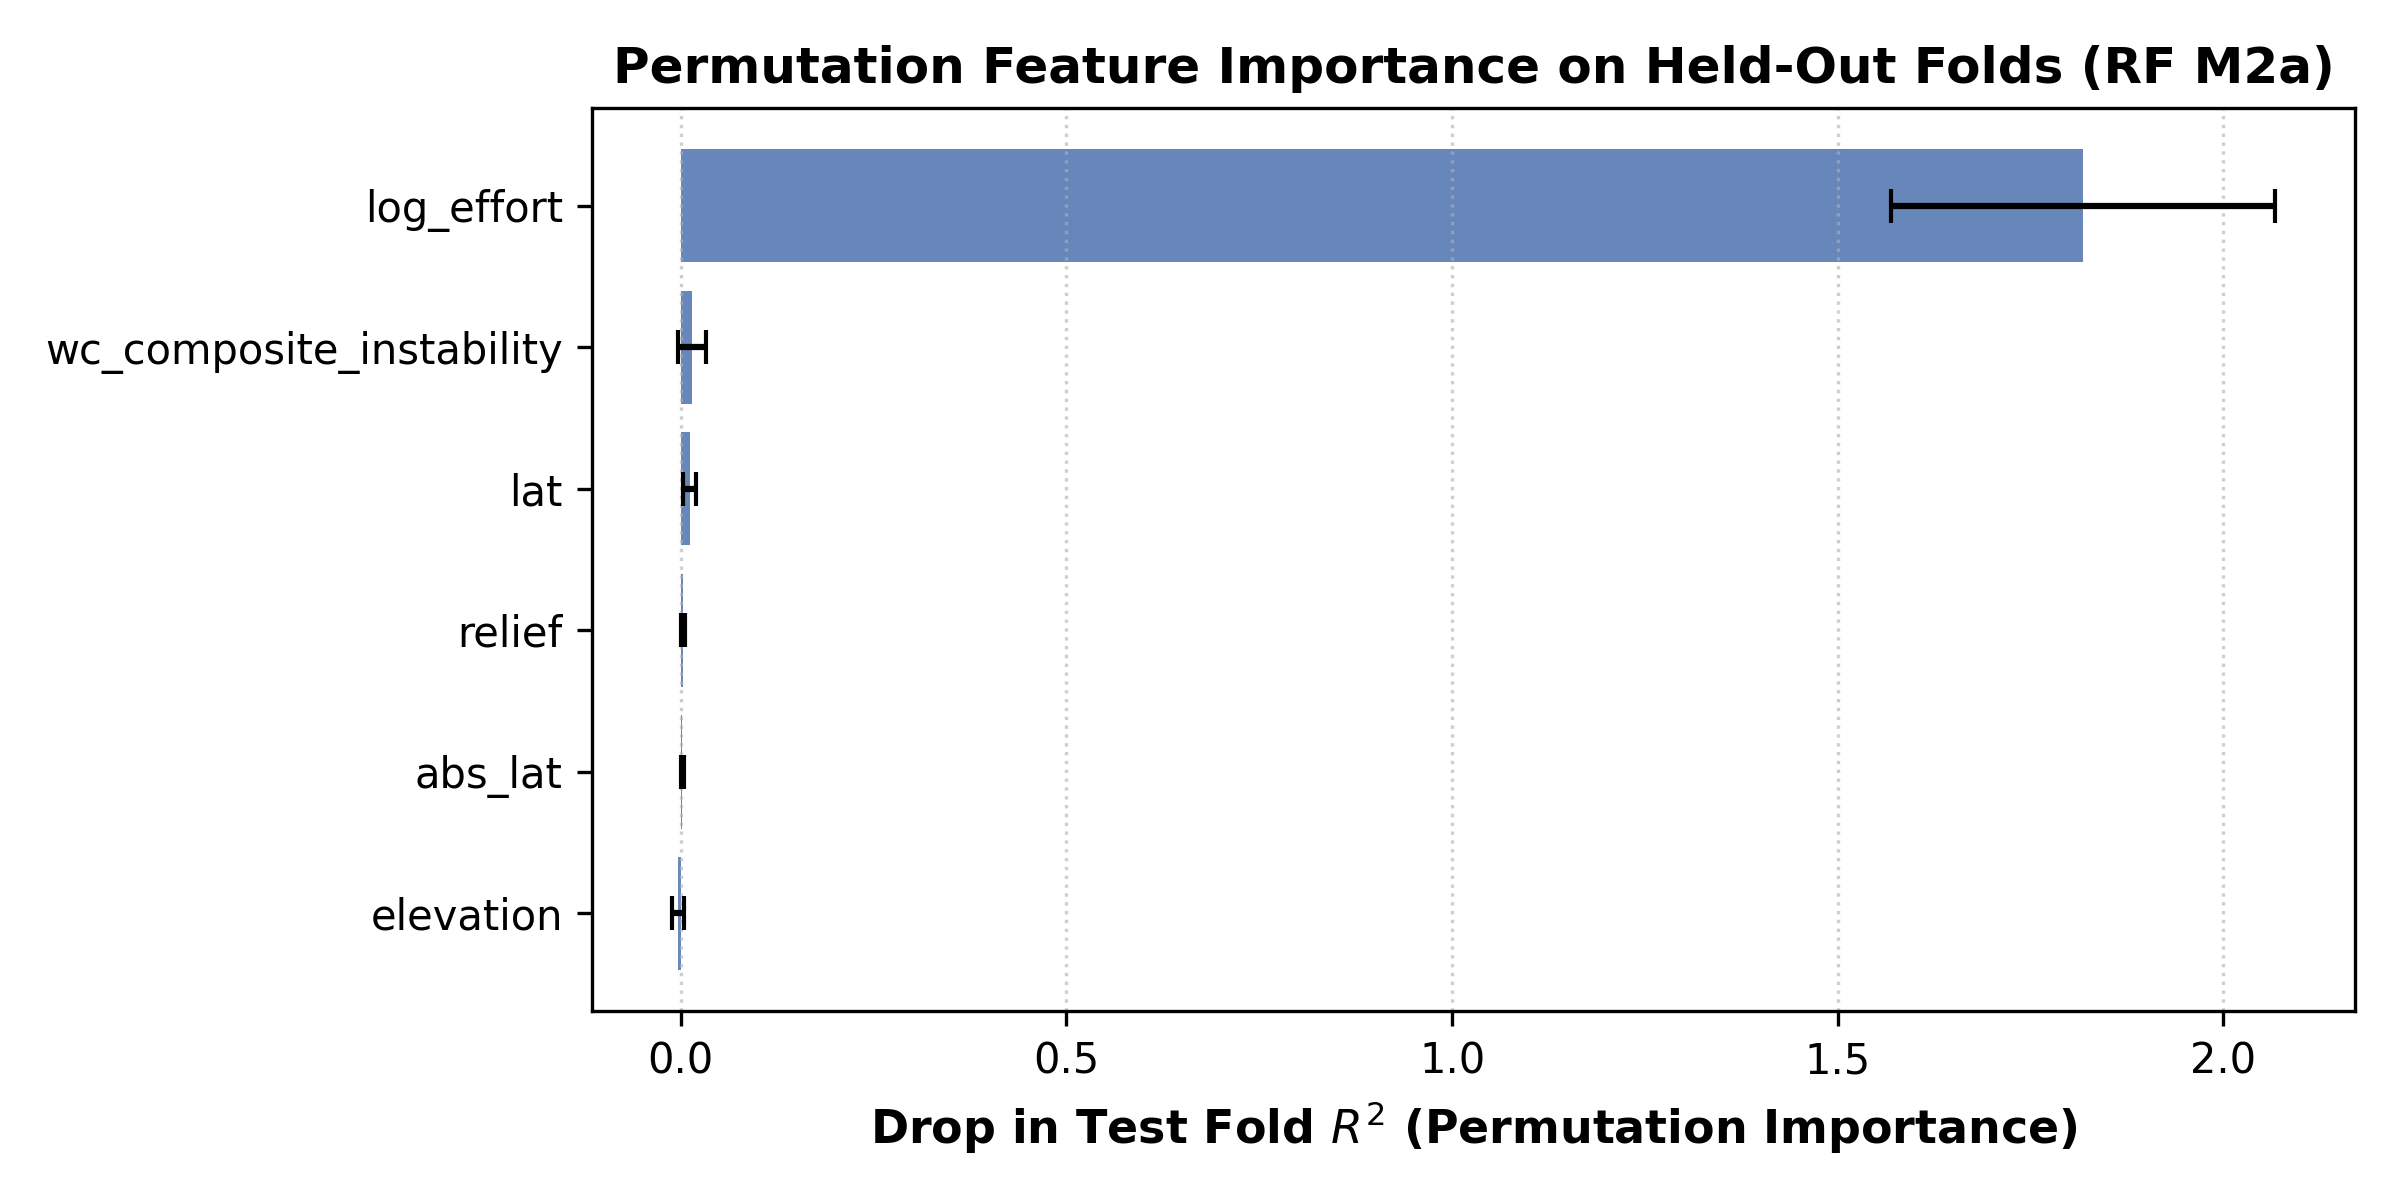 Permutation Feature Importance on Held-Out Folds (RF M2a)
log_effort
wc_composite_instability
lat
relief
abs_lat
elevation
0.0 0.5 1.0 1.5 2.0
Drop in Test Fold R² (Permutation Importance)